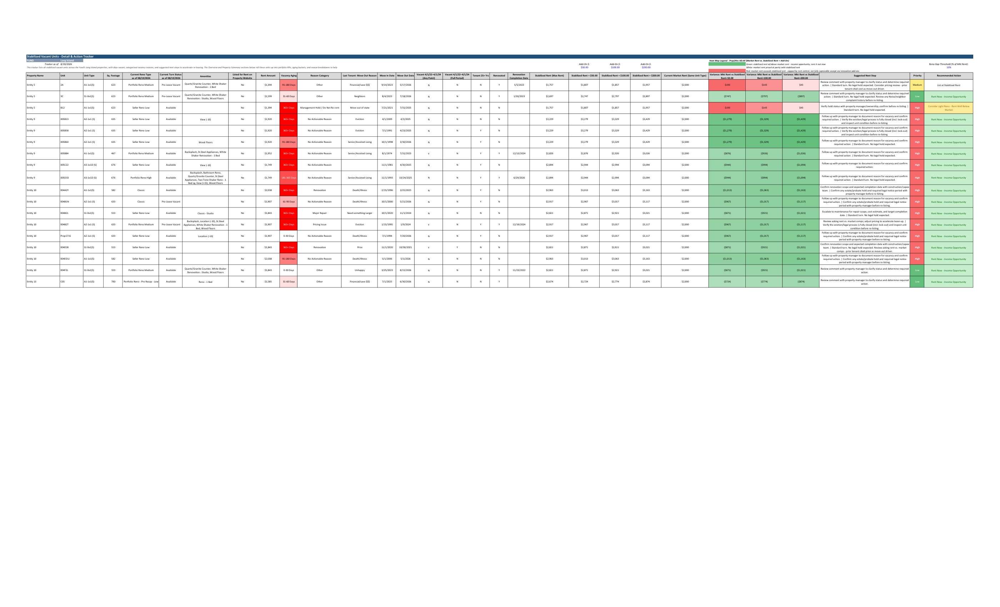 Stabilized Vacant Units - Detail & Action Tracker
FUND Long Island
Tracker as of 8/19/2026 Heat Map Legend - Prop24ns AD:AF (Market Rent vs. Stabilized Rent + Add-On)
Add-On $: Add-On $: Add-On $: Green: stabilized rent at/above market rent - income opportunity, rent it out now Reno Gap Threshold (% of Mkt Rent):
This tracker lists all stabilized vacant units across the Fund's Long Island properties, with days vacant, categorized vacancy reasons, and suggested next steps to accelerate re-leasing. The Overview and Property Summary sections below roll these units up into portfolio KPIs, aging buckets, and reason breakdowns to help $50.00 $100.00 $200.00 White: market rent priced at parity with stabilized rent 10%
Red: market rent exceeds stabilized rent - capped by rent control, not fully capturable except via renovation add-ons
Property Name Unit Unit Type Sq. Footage Current Reno Type as of 08/19/2026 Current Turn Status as of 08/19/2026 Amenities Listed for Rent on Property Website Rent Amount Vacancy Aging Reason Category Last Tenant- Move Out Reason Move In Date Move Out Date Vacant 4/1/22–4/1/24 (Any Point) Vacant 4/1/22–4/1/24 (Full Period) Tenant 25+ Yrs Renovated Renovation Completion Date Stabilized Rent (Max Rent) Stabilized Rent + $50.00 Stabilized Rent + $100.00 Stabilized Rent + $200.00 Current Market Rent (Same Unit Type) Variance: Mkt Rent vs Stabilized Rent+50.00 Variance: Mkt Rent vs Stabilized Rent+100.00 Variance: Mkt Rent vs Stabilized Rent+200.00 Suggested Next Step Priority Recommended Action
Entity 5 2A A1-1x1(S) 623 Portfolio Reno Medium Pre-Lease Vacant Quartz/Granite Counter, White Shaker Renovation - 1 Bed No $1,394 91-180 Days Other Financial/save $$$ 9/14/2023 5/17/2026 N N N Y 5/5/2023 $1,757 $1,807 $1,857 $1,957 $2,000 $193 $143 $43 Review comment with property manager to clarify status and determine required action. | Standard turn. No legal hold expected. Consider pricing review - prior tenant cited cost as move-out driver. Medium List at Stabilized Rent
Entity 5 3C S1-0x1(S) 623 Portfolio Reno Medium Pre-Lease Vacant Quartz/Granite Counter, White Shaker Renovation - Studio, Wood Floors No $1,599 31-60 Days Other Neighbors 8/4/2023 7/18/2026 N N N Y 1/30/2023 $2,697 $2,747 $2,797 $2,897 $2,000 ($747) ($797) ($897) Review comment with property manager to clarify status and determine required action. | Standard turn. No legal hold expected. Review any Noise/neighbor complaint history before re-listing. Low Rent Now - Income Opportunity
Entity 5 B12 A1-1x1(S) 623 Seller Reno Low Available No $1,394 365+ Days Management Hold / Do Not Re-rent Move out of state 7/21/2021 7/31/2025 N N N N $1,757 $1,807 $1,857 $1,957 $2,000 $193 $143 $43 Verify hold status with property manager/ownership; confirm before re-listing. | Standard turn. No legal hold expected. High Consider Light Reno - Rent Well Below Market
Entity 9 005B13 A2-1x1 (S) 635 Seller Reno Low Available View (-10) No $1,920 365+ Days No Actionable Reason Eviction 4/1/2009 4/3/2025 N N N N $3,229 $3,279 $3,329 $3,429 $2,000 ($1,279) ($1,329) ($1,429) Follow up with property manager to document reason for vacancy and confirm required action. | Verify the eviction/legal process is fully closed (incl. lock-out) and inspect unit condition before re-listing. High Rent Now - Income Opportunity
Entity 9 005B58 A2-1x1 (S) 635 Seller Reno Low Available No $1,920 365+ Days No Actionable Reason Eviction 7/1/1991 4/23/2025 N N Y N $3,229 $3,279 $3,329 $3,429 $2,000 ($1,279) ($1,329) ($1,429) Follow up with property manager to document reason for vacancy and confirm required action. | Verify the eviction/legal process is fully closed (incl. lock-out) and inspect unit condition before re-listing. High Rent Now - Income Opportunity
Entity 9 005B64 A2-1x1 (S) 635 Seller Reno Low Available Wood Floors No $1,920 91-180 Days No Actionable Reason Senior/Assisted Living 10/1/1998 3/30/2026 N N Y N $3,229 $3,279 $3,329 $3,429 $2,000 ($1,279) ($1,329) ($1,429) Follow up with property manager to document reason for vacancy and confirm required action. | Standard turn. No legal hold expected. High Rent Now - Income Opportunity
Entity 9 005B84 A1-1x1(S) 467 Portfolio Reno Medium Available Backsplash, St.Steel Appliances, White Shaker Renovation - 1 Bed No $1,952 365+ Days No Actionable Reason Senior/Assisted Living 8/1/1974 7/31/2023 Y N Y Y 12/13/2024 $2,826 $2,876 $2,926 $3,026 $2,000 ($876) ($926) ($1,026) Follow up with property manager to document reason for vacancy and confirm required action. | Standard turn. No legal hold expected. High Rent Now - Income Opportunity
Entity 9 005C22 A3-1x1D (S) 676 Seller Reno Low Available View (-10) No $1,749 365+ Days No Actionable Reason 11/1/1981 4/30/2025 N N Y N $2,894 $2,944 $2,994 $3,094 $2,000 ($944) ($994) ($1,094) Follow up with property manager to document reason for vacancy and confirm required action. High Rent Now - Income Opportunity
Entity 9 005D33 A3-1x1D (S) 676 Portfolio Reno High Available Backsplash, Bathroom Reno, Quartz/Granite Counter, St.Steel Appliances, Two Tone Shaker Reno - 1 Bed Lg, View (+15), Wood Floors No $1,749 181-365 Days No Actionable Reason Senior/Assisted Living 11/1/1993 10/24/2025 N N Y Y 6/29/2026 $2,894 $2,944 $2,994 $3,094 $2,000 ($944) ($994) ($1,094) Follow up with property manager to document reason for vacancy and confirm required action. | Standard turn. No legal hold expected. High Rent Now - Income Opportunity
Entity 10 004A2Y A1-1x1(S) 582 Classic Available No $2,038 365+ Days Renovation Death/Illness 2/15/1996 2/25/2025 N N Y N $2,963 $3,013 $3,063 $3,163 $2,000 ($1,013) ($1,063) ($1,163) Confirm renovation scope and expected completion date with construction/capex team. | Confirm any estate/probate hold and required legal notice period with property manager before re-listing. High Rent Now - Income Opportunity
Entity 10 004B1N A2-1x1 (S) 633 Classic Pre-Lease Vacant No $1,907 61-90 Days No Actionable Reason Death/Illness 10/1/2000 5/21/2026 N N Y N $2,917 $2,967 $3,017 $3,117 $2,000 ($967) ($1,017) ($1,117) Follow up with property manager to document reason for vacancy and confirm required action. | Confirm any estate/probate hold and required legal notice period with property manager before re-listing. High Rent Now - Income Opportunity
Entity 10 004B2L S1-0x1(S) 553 Seller Reno Low Available Classic - Studio No $1,843 365+ Days Major Repair Need something Larger 10/1/2020 11/1/2024 N N N N $2,821 $2,871 $2,921 $3,021 $2,000 ($871) ($921) ($1,021) Escalate to maintenance for repair scope, cost estimate, and target completion date. | Standard turn. No legal hold expected. High Rent Now - Income Opportunity
Entity 10 004B2T A2-1x1 (S) 633 Portfolio Reno Medium Pre-Lease Vacant Backsplash, Location (-10), St.Steel Appliances, White Shaker Renovation - 1 Bed, Wood Floors No $1,907 365+ Days Pricing Issue Eviction 1/15/1995 1/9/2024 Y N Y Y 12/19/2024 $2,917 $2,967 $3,017 $3,117 $2,000 ($967) ($1,017) ($1,117) Review asking rent vs. market comps; adjust pricing to accelerate lease-up. | Verify the eviction/legal process is fully closed (incl. lock-out) and inspect unit condition before re-listing. High Rent Now - Income Opportunity
Entity 10 Prop171S A2-1x1 (S) 633 Seller Reno Low Available Location (-10) No $1,907 0-30 Days No Actionable Reason Death/Illness 7/1/1994 7/20/2026 N N Y N $2,917 $2,967 $3,017 $3,117 $2,000 ($967) ($1,017) ($1,117) Follow up with property manager to document reason for vacancy and confirm required action. | Confirm any estate/probate hold and required legal notice period with property manager before re-listing. High Rent Now - Income Opportunity
Entity 10 004D2K S1-0x1(S) 553 Seller Reno Low Available No $1,843 365+ Days Renovation Price 11/1/2020 10/30/2021 Y Y N N $2,821 $2,871 $2,921 $3,021 $2,000 ($871) ($921) ($1,021) Confirm renovation scope and expected completion date with construction/capex team. | Standard turn. No legal hold expected. Review asking rent vs. market comps - prior tenant cited price as move-out driver. High Rent Now - Income Opportunity
Entity 10 004ED1J A1-1x1(S) 582 Seller Reno Low Available No $2,038 91-180 Days No Actionable Reason Death/Illness 5/1/2006 5/1/2026 N N N N $2,963 $3,013 $3,063 $3,163 $2,000 ($1,013) ($1,063) ($1,163) Follow up with property manager to document reason for vacancy and confirm required action. | Confirm any estate/probate hold and required legal notice period with property manager before re-listing. High Rent Now - Income Opportunity
Entity 10 004F2L S1-0x1(S) 553 Portfolio Reno Medium Available Quartz/Granite Counter, White Shaker Renovation - Studio, Wood Floors No $1,843 0-30 Days Other Unhappy 3/25/2023 8/15/2026 N N N Y 11/23/2022 $2,821 $2,871 $2,921 $3,021 $2,000 ($871) ($921) ($1,021) Review comment with property manager to clarify status and determine required action. Low Rent Now - Income Opportunity
Entity 13 C05 A1-1x1(S) 700 Portfolio Reno - Pre Recap - Low Available Reno - 1 Bed No $1,585 31-60 Days Other Financial/save $$$ 7/1/2025 6/30/2026 N N N Y $2,674 $2,724 $2,774 $2,874 $2,000 ($724) ($774) ($874) Review comment with property manager to clarify status and determine required action. Low Rent Now - Income Opportunity